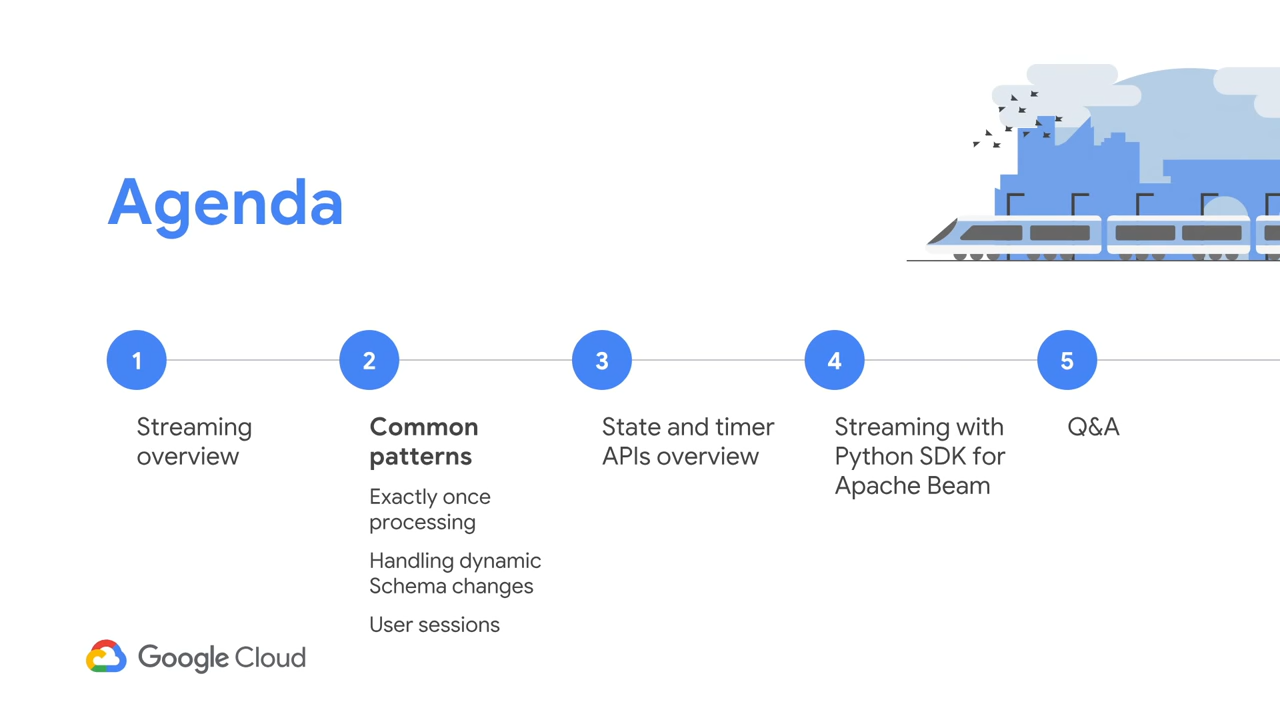 Agenda
1
Streaming
overview
2
Common
patterns
Exactly once
processing
Handling dynamic
Schema changes
User sessions
3
State and timer
APIs overview
4
Streaming with
Python SDK for
Apache Beam
5
Q&A
Google Cloud